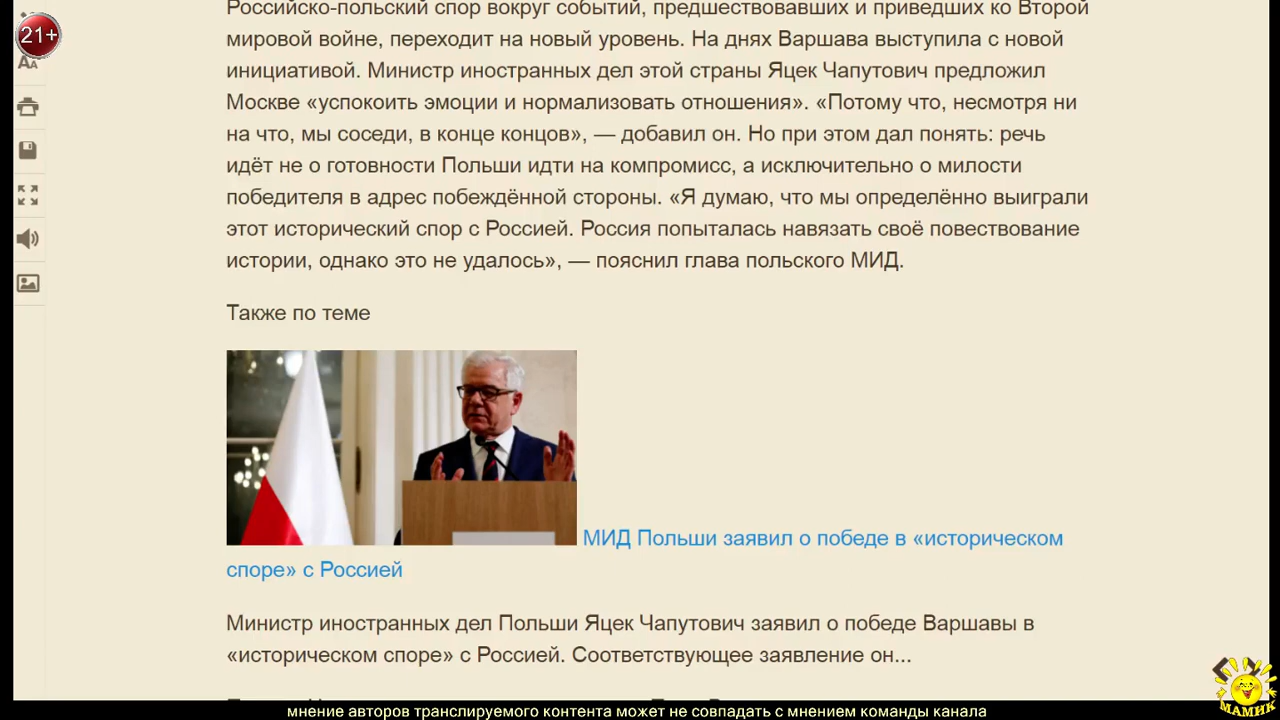 21+
Российско-польский спор вокруг событий, предшествовавших и приведших ко Второй
мировой войне, переходит на новый уровень. На днях Варшава выступила с новой
инициативой. Министр иностранных дел этой страны Яцек Чапутович предложил
Москве «успокоить эмоции и нормализовать отношения». «Потому что, несмотря ни
на что, мы соседи, в конце концов», — добавил он. Но при этом дал понять: речь
идёт не о готовности Польши идти на компромисс, а исключительно о милости
победителя в адрес побеждённой стороны. «Я думаю, что мы определённо выиграли
этот исторический спор с Россией. Россия попыталась навязать своё повествование
истории, однако это не удалось», — пояснил глава польского МИД.
Также по теме
МИД Польши заявил о победе в «историческом
споре» с Россией
Министр иностранных дел Польши Яцек Чапутович заявил о победе Варшавы в
«историческом споре» с Россией. Соответствующее заявление он...
МАМИК
мнение авторов транслируемого контента может не совпадать с мнением команды канала